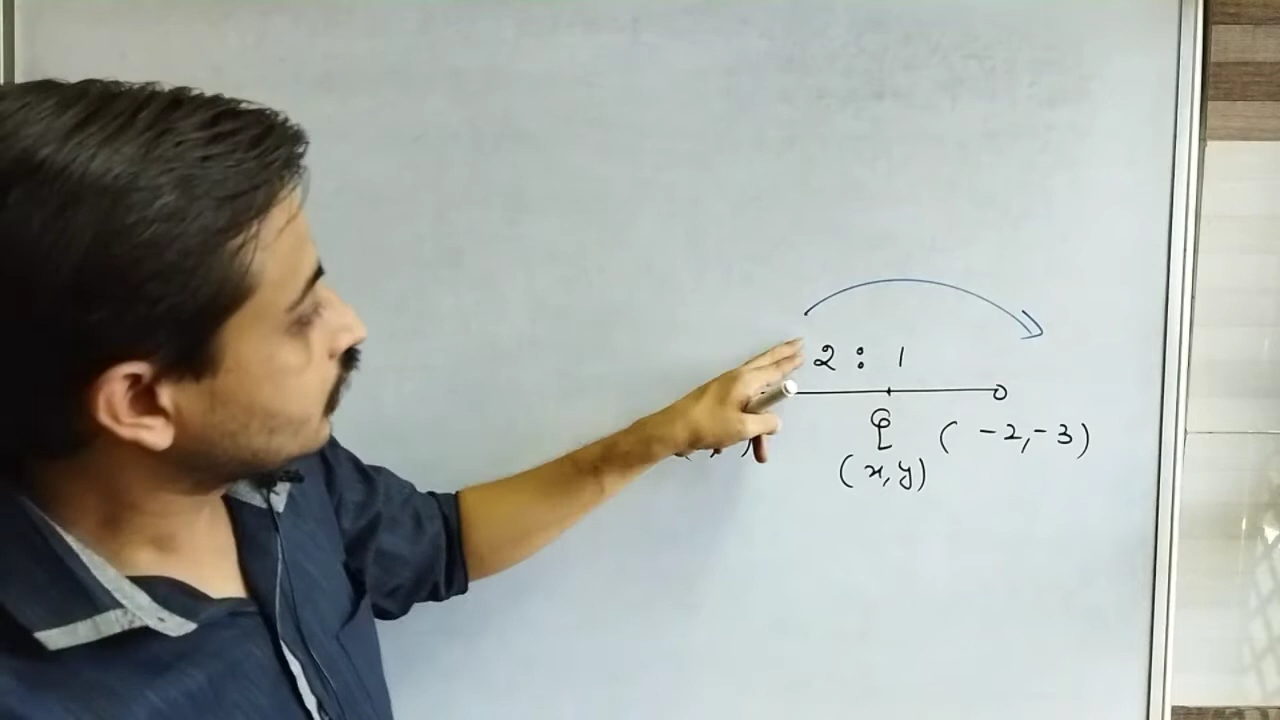 2 : 1
Q ( -2, -3 )
(x, y)